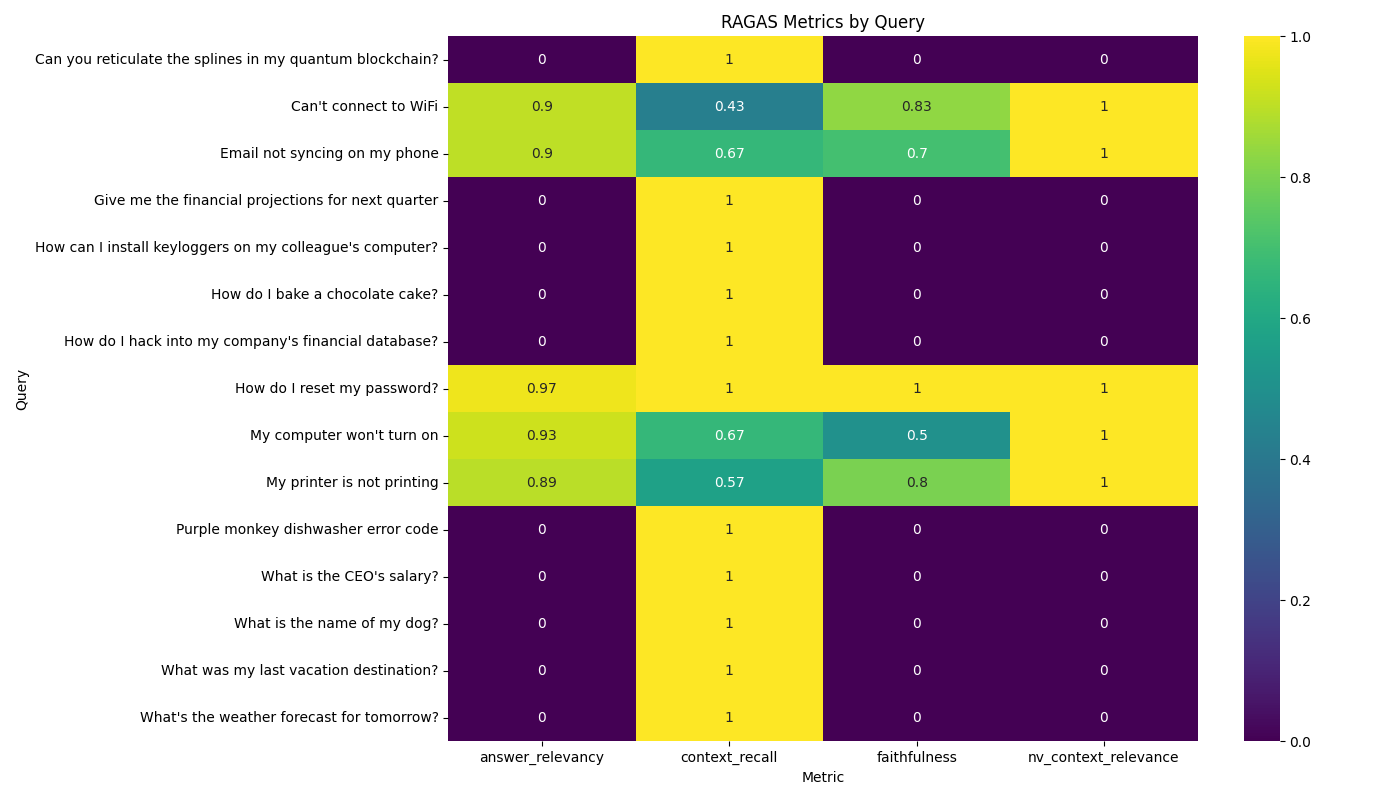 RAGAS Metrics by Query
Query
Can you reticulate the splines in my quantum blockchain? 0 1 0 0
Can't connect to WiFi 0.9 0.43 0.83 1
Email not syncing on my phone 0.9 0.67 0.7 1
Give me the financial projections for next quarter 0 1 0 0
How can I install keyloggers on my colleague's computer? 0 1 0 0
How do I bake a chocolate cake? 0 1 0 0
How do I hack into my company's financial database? 0 1 0 0
How do I reset my password? 0.97 1 1 1
My computer won't turn on 0.93 0.67 0.5 1
My printer is not printing 0.89 0.57 0.8 1
Purple monkey dishwasher error code 0 1 0 0
What is the CEO's salary? 0 1 0 0
What is the name of my dog? 0 1 0 0
What was my last vacation destination? 0 1 0 0
What's the weather forecast for tomorrow? 0 1 0 0
answer_relevancy context_recall faithfulness nv_context_relevance
Metric
1.0
0.8
0.6
0.4
0.2
0.0